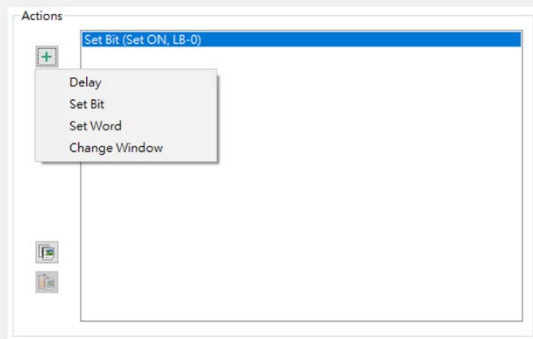 Actions
Set Bit (Set ON, LB-0)
Delay
Set Bit
Set Word
Change Window